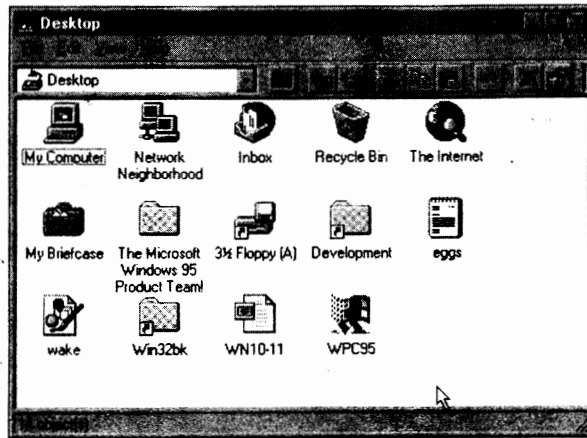 Desktop
Desktop
My Computer
Network
Neighborhood
Inbox
Recycle Bin
The Internet
My Briefcase
The Microsoft
Windows 95
Product Team!
3½ Floppy (A)
Development
eggs
wake
Win32bk
WN10-11
WPC95